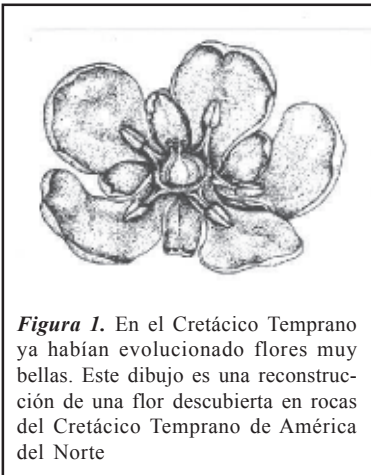 Figura 1. En el Cretácico Temprano
ya habían evolucionado flores muy
bellas. Este dibujo es una reconstruc-
ción de una flor descubierta en rocas
del Cretácico Temprano de América
del Norte